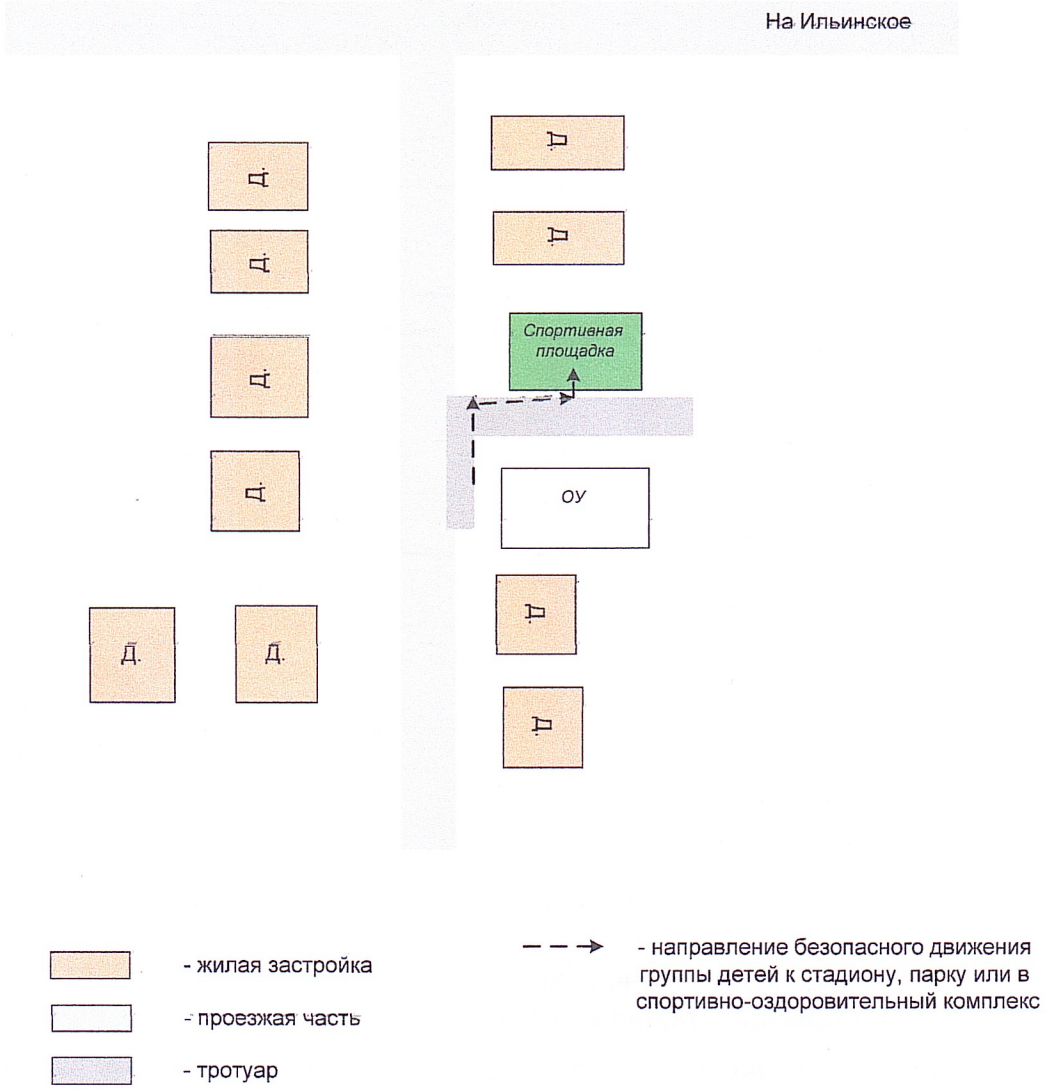 На Ильинское
Д.
Д.
Д.
Д.
Д.
Д.
Д.
Д.
Спортивная
площадка
ОУ
Д.
Д.
- жилая застройка
- проезжая часть
- тротуар
- направление безопасного движения
группы детей к стадиону, парку или в
спортивно-оздоровительный комплекс